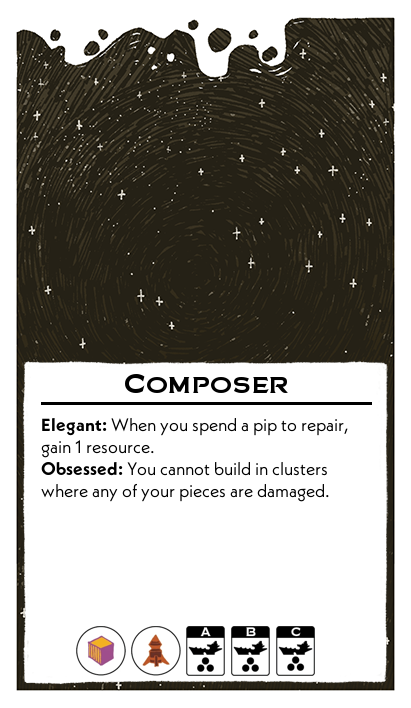 Composer
Elegant: When you spend a pip to repair,
gain 1 resource.
Obsessed: You cannot build in clusters
where any of your pieces are damaged.
A B C